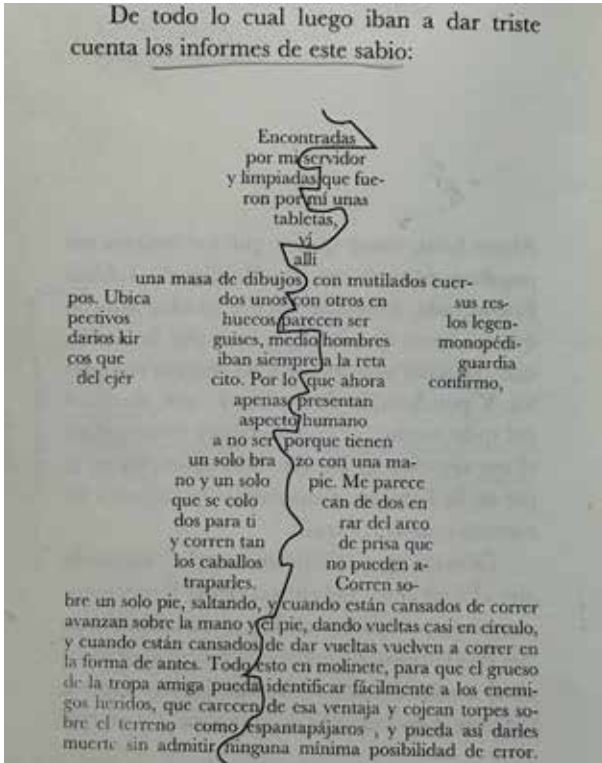 De todo lo cual luego iban a dar triste
cuenta los informes de este sabio:
Encontradas
por mi servidor
y limpiadas que fue-
ron por mí unas
tabletas,
vi
alli
una masa de dibujos con mutilados cuer-
pos. Ubica dos unos con otros en sus res-
pectivos huecos parecen ser los legen-
darios kir guises, medio hombres monopédi-
cos que iban siempre a la reta guardia
del ejér cito. Por lo que ahora confirmo,
apenas presentan
aspecto humano
a no ser porque tienen
un solo bra zo con una ma-
no y un solo pie. Me parece
que se colo can de dos en
dos para ti rar del arco
y corren tan de prisa que
los caballos no pueden a-
traparles. Corren so-
bre un solo pie, saltando, y cuando están cansados de correr
avanzan sobre la mano y el pie, dando vueltas casi en círculo,
y cuando están cansados de dar vueltas vuelven a correr en
la forma de antes. Todo esto en molinete, para que el grueso
de la tropa amiga pueda identificar fácilmente a los enemi-
gos hendos, que carecen de esa ventaja y cojean torpes so-
bre el terreno como espantapájaros , y pueda así darles
muerte sin admitir ninguna mínima posibilidad de error.